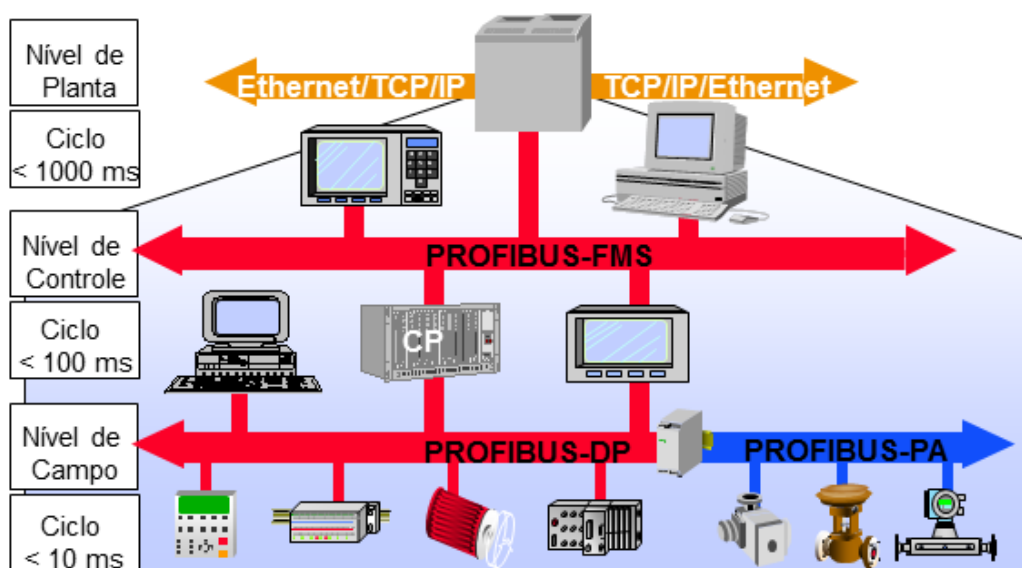 Nível de
Planta
Ethernet/TCP/IP
TCP/IP/Ethernet
Ciclo
< 1000 ms
Nível de
Controle
PROFIBUS-FMS
Ciclo
< 100 ms
CP
Nível de
Campo
PROFIBUS-DP
PROFIBUS-PA
Ciclo
< 10 ms